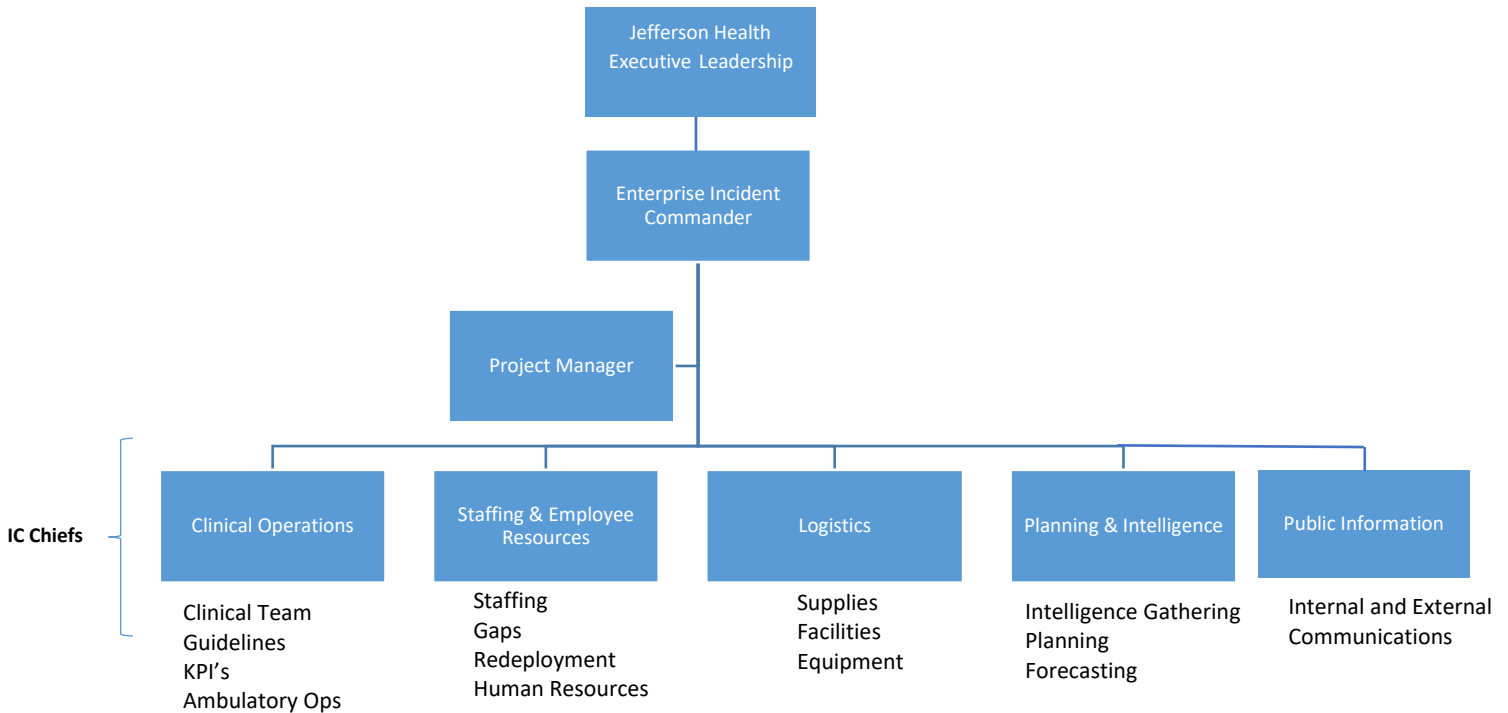 Jefferson Health
Executive Leadership
Enterprise Incident
Commander
Project Manager
IC Chiefs
Clinical Operations
Staffing & Employee
Resources
Logistics
Planning & Intelligence
Public Information
Clinical Team
Guidelines
KPI’s
Ambulatory Ops
Staffing
Gaps
Redeployment
Human Resources
Supplies
Facilities
Equipment
Intelligence Gathering
Planning
Forecasting
Internal and External
Communications